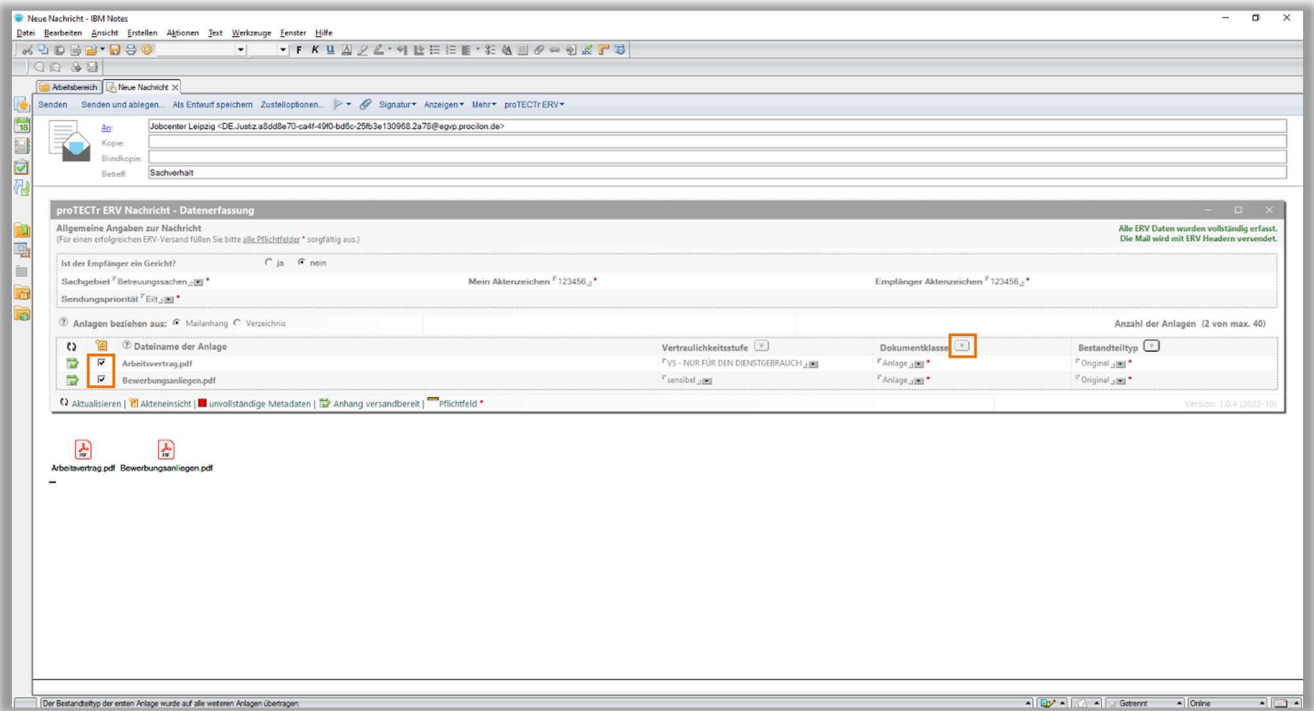 Neue Nachricht - IBM Notes
Datei Bearbeiten Ansicht Erstellen Aktionen Text Werkzeuge Fenster Hilfe
F K U
Arbeitsbereich Neue Nachricht
Senden Senden und ablegen... Als Entwurf speichern Zustelloptionen... Signatur Anzeigen Mehr proTECTr ERV
18
An: Jobcenter Leipzig <DE.Justiz.a8dd8e70-ca4f-49f0-bd6c-25fb3e130968.2a78@egvp.procilon.de>
Kopie:
Blindkopie:
Betreff: Sachverhalt
proTECTr ERV Nachricht - Datenerfassung
Allgemeine Angaben zur Nachricht Alle ERV Daten wurden vollständig erfasst.
(Für einen erfolgreichen ERV-Versand füllen Sie bitte alle Pflichtfelder * sorgfältig aus.) Die Mail wird mit ERV Headern versendet.
Ist der Empfänger ein Gericht? ja nein
Sachgebiet Betreuungssachen * Mein Aktenzeichen 123456 * Empfänger Aktenzeichen 123456 *
Sendungspriorität Eilt *
Anlagen beziehen aus: Mailanhang Verzeichnis Anzahl der Anlagen (2 von max. 40)
Dateiname der Anlage Vertraulichkeitsstufe Dokumentklasse Bestandteiltyp
Arbeitsvertrag.pdf VS - NUR FÜR DEN DIENSTGEBRAUCH Anlage * Original *
Bewerbungsanliegen.pdf sensibel Anlage * Original *
Aktualisieren | Akteneinsicht | unvollständige Metadaten | Anhang versandbereit | Pflichtfeld * Version: 1.0.4 (2022-10)
PDF PDF
Arbeitsvertrag.pdf Bewerbungsanliegen.pdf
Der Bestandteiltyp der ersten Anlage wurde auf alle weiteren Anlagen übertragen. Getrennt Online